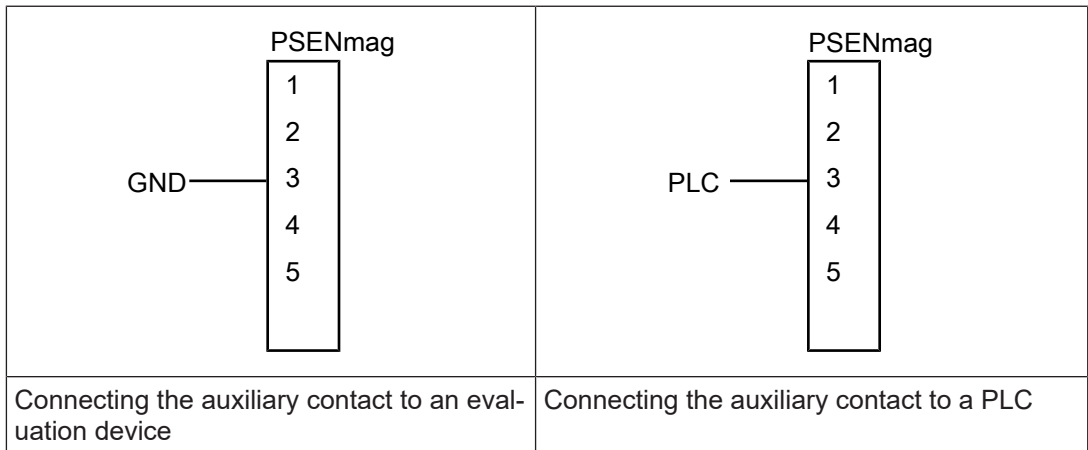 PSENmag
1
2
GND 3
4
5
PSENmag
1
2
PLC 3
4
5
Connecting the auxiliary contact to an eval-
uation device
Connecting the auxiliary contact to a PLC